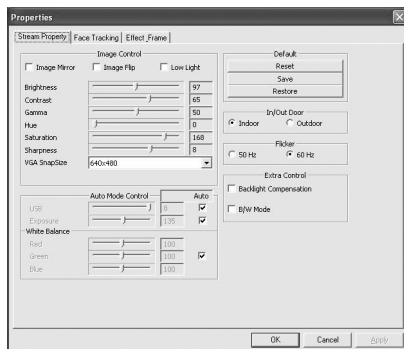 Properties
Stream Property
Face Tracking
Effect_Frame
Image Control
Image Mirror
Image Flip
Low Light
Brightness 97
Contrast 65
Gamma 50
Hue 0
Saturation 168
Sharpness 8
VGA SnapSize 640x480
Auto Mode Control
Auto
USB 6
Exposure 135
White Balance
Red 100
Green 100
Blue 100
Default
Reset
Save
Restore
In/Out Door
Indoor
Outdoor
Flicker
50 Hz
60 Hz
Extra Control
Backlight Compensation
B/W Mode
OK
Cancel
Apply